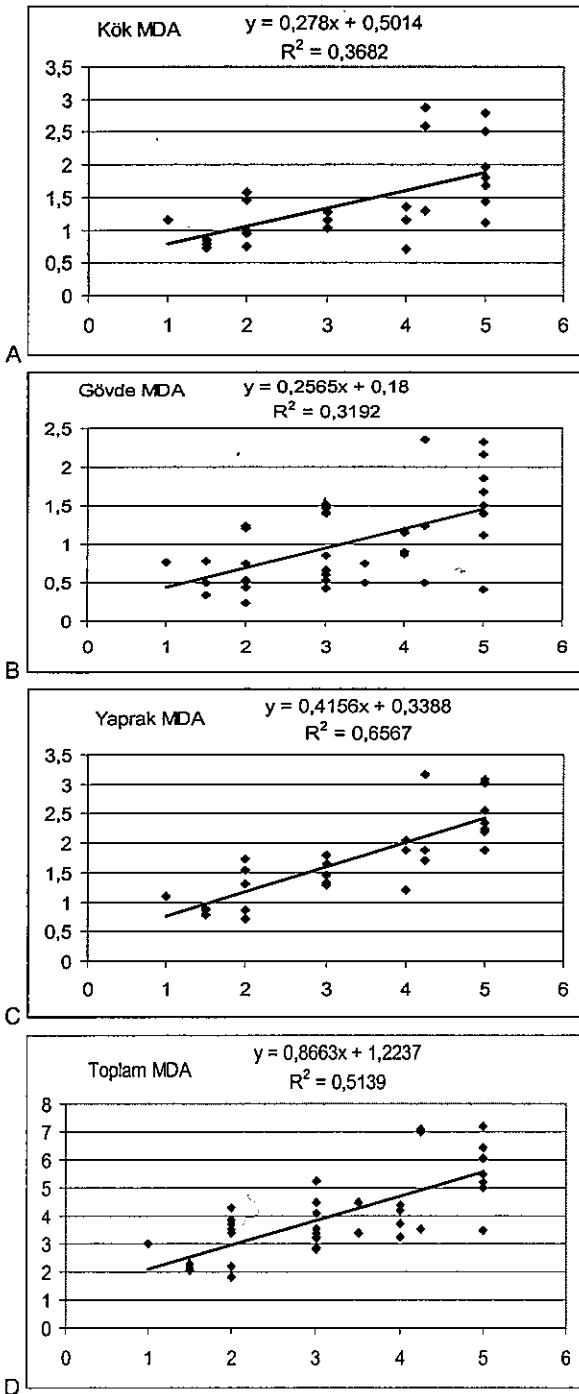 Kök MDA y = 0,278x + 0,5014
R² = 0,3682
3,5
3
2,5
2
1,5
1
0,5
0
0 1 2 3 4 5 6
A
Gövde MDA y = 0,2565x + 0,18
R² = 0,3192
2,5
2
1,5
1
0,5
0
0 1 2 3 4 5 6
B
Yaprak MDA y = 0,4156x + 0,3388
R² = 0,6567
3,5
3
2,5
2
1,5
1
0,5
0
0 1 2 3 4 5 6
C
Toplam MDA y = 0,8663x + 1,2237
R² = 0,5139
8
7
6
5
4
3
2
1
0
0 1 2 3 4 5 6
D